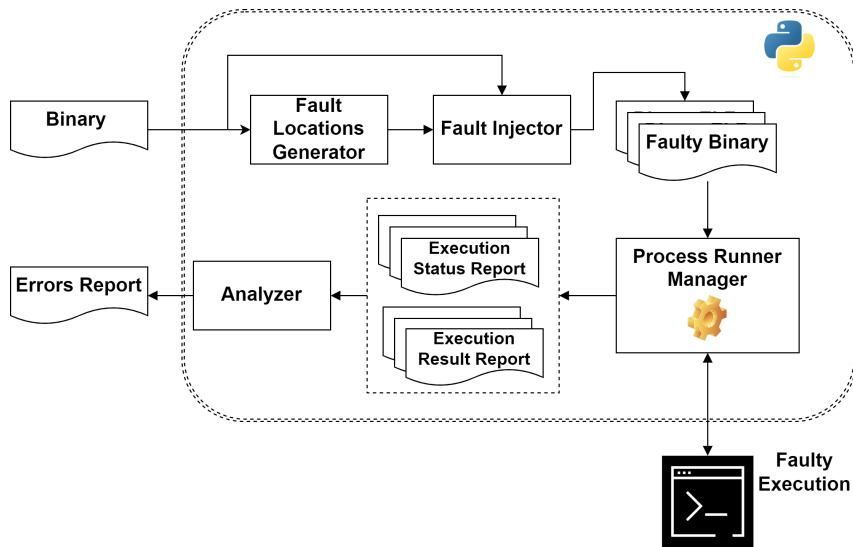 Binary
Fault
Locations
Generator
Fault Injector
Faulty Binary
Execution
Status Report
Execution
Result Report
Process Runner
Manager
Analyzer
Errors Report
Faulty
Execution